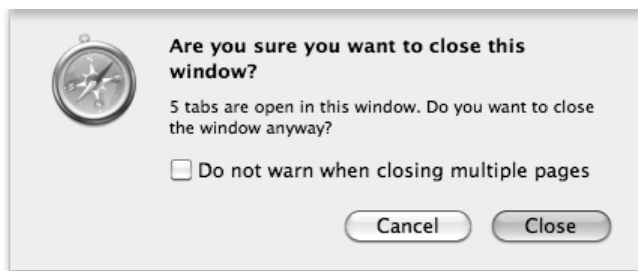 Are you sure you want to close this
window?
5 tabs are open in this window. Do you want to close
the window anyway?
Do not warn when closing multiple pages
Cancel
Close